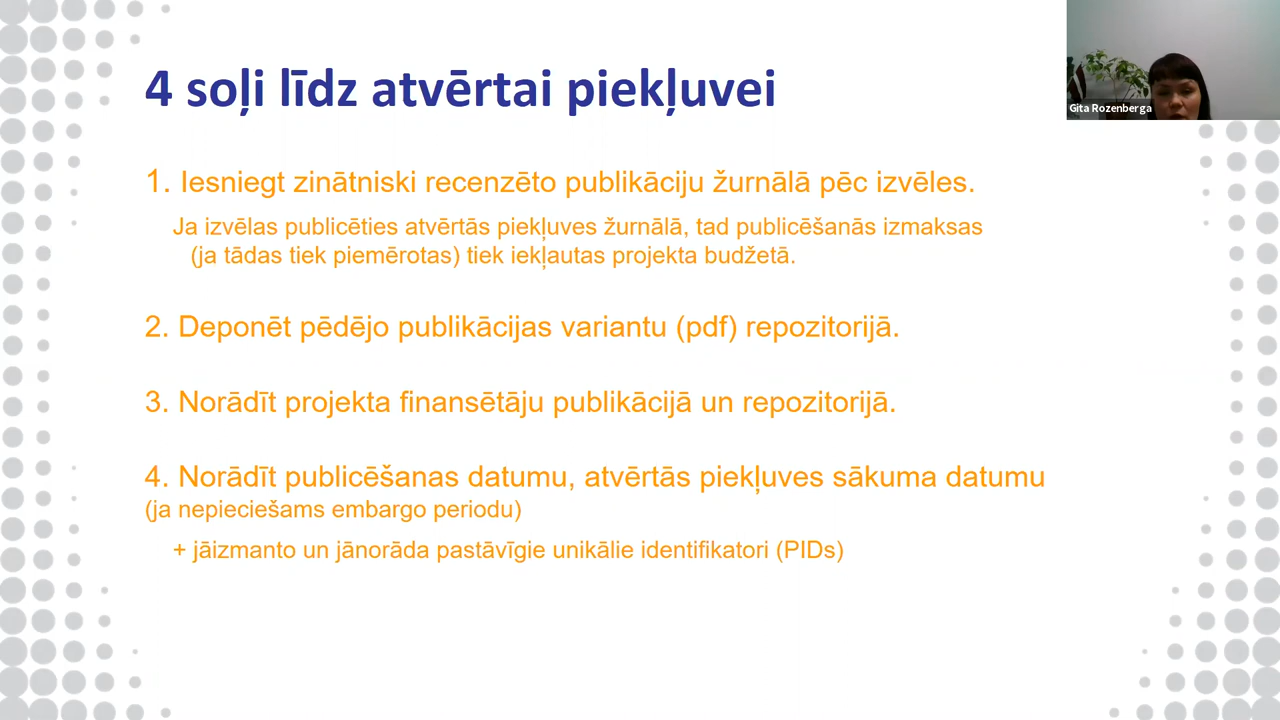 4 soļi līdz atvērtai piekļuvei
Gita Rozenberga
1. Iesniegt zinātniski recenzēto publikāciju žurnālā pēc izvēles.
Ja izvēlas publicēties atvērtās piekļuves žurnālā, tad publicēšanās izmaksas
(ja tādas tiek piemērotas) tiek iekļautas projekta budžetā.
2. Deponēt pēdējo publikācijas variantu (pdf) repozitorijā.
3. Norādīt projekta finansētāju publikācijā un repozitorijā.
4. Norādīt publicēšanas datumu, atvērtās piekļuves sākuma datumu
(ja nepieciešams embargo periodu)
+ jāizmanto un jānorāda pastāvīgie unikālie identifikatori (PIDs)